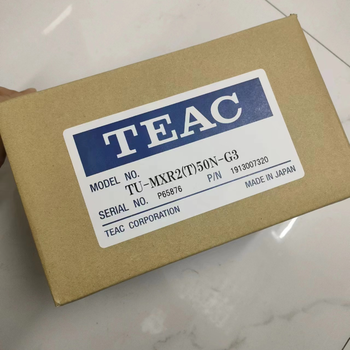 TEAC
MODEL NO. TU-MXR2(T)50N-G3
SERIAL NO. P65876 P/N 1913007320
TEAC CORPORATION MADE IN JAPAN